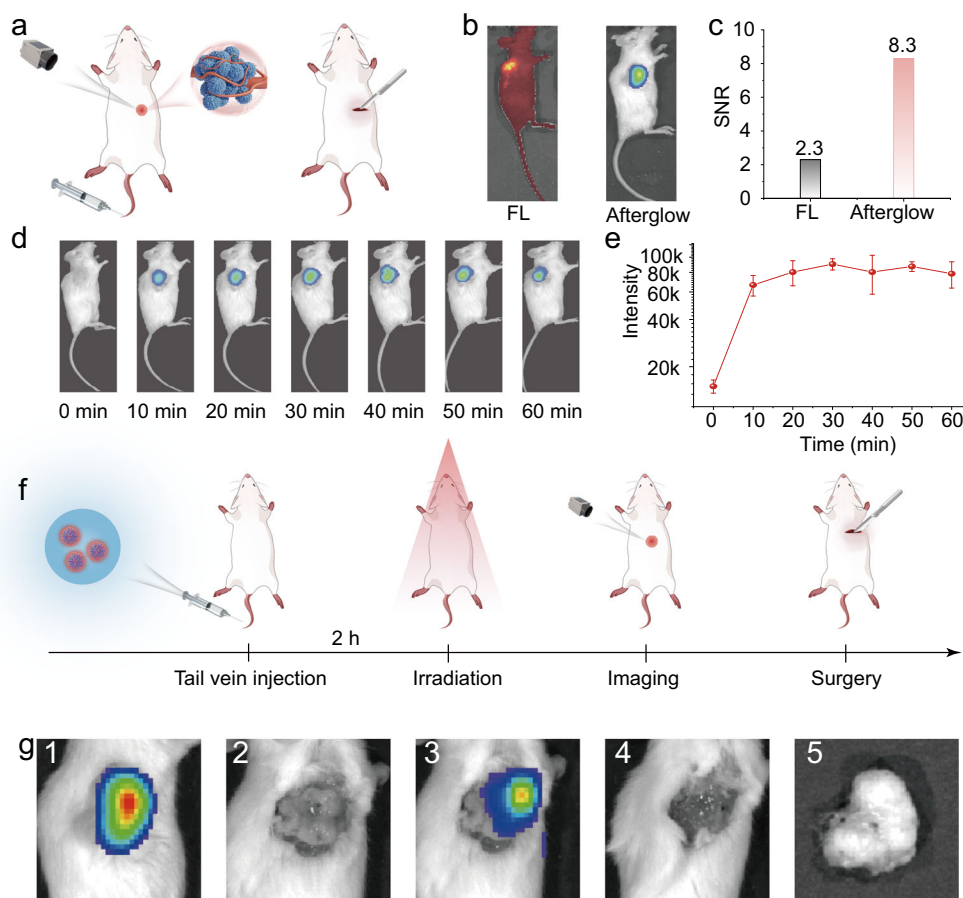 a
b
FL
Afterglow
c
SNR
10
8
6
4
2
0
2.3
8.3
FL Afterglow
d
0 min 10 min 20 min 30 min 40 min 50 min 60 min
e
Intensity
100k
80k
60k
40k
20k
0 10 20 30 40 50 60
Time (min)
f
2 h
Tail vein injection Irradiation Imaging Surgery
g
1 2 3 4 5